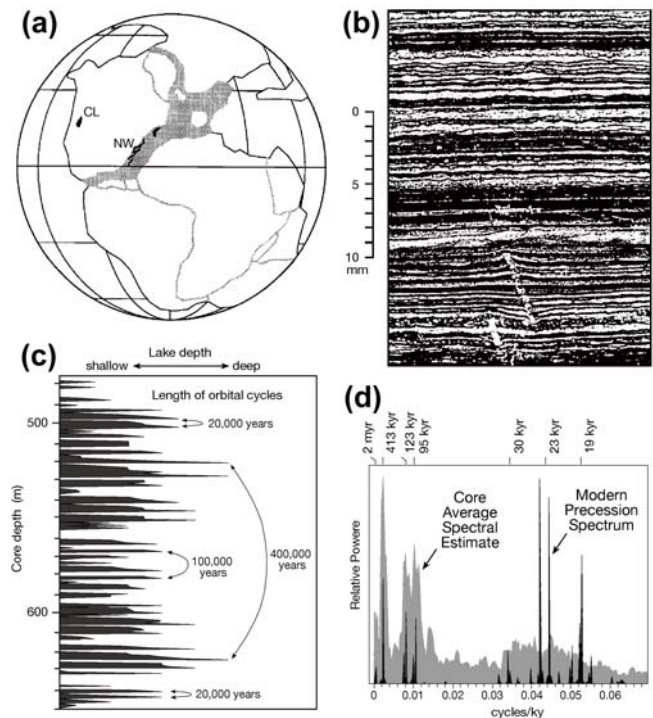 (a)
CL
NW
(b)
0
5
10
mm
(c)
Lake depth
shallow
deep
Length of orbital cycles
500
20,000 years
100,000
years
400,000
years
600
20,000 years
Core depth (m)
(d)
2 myr
413 kyr
123 kyr
95 kyr
30 kyr
23 kyr
19 kyr
Core
Average
Spectral
Estimate
Modern
Precession
Spectrum
Relative Powere
0
0.01
0.02
0.03
0.04
0.05
0.06
cycles/ky